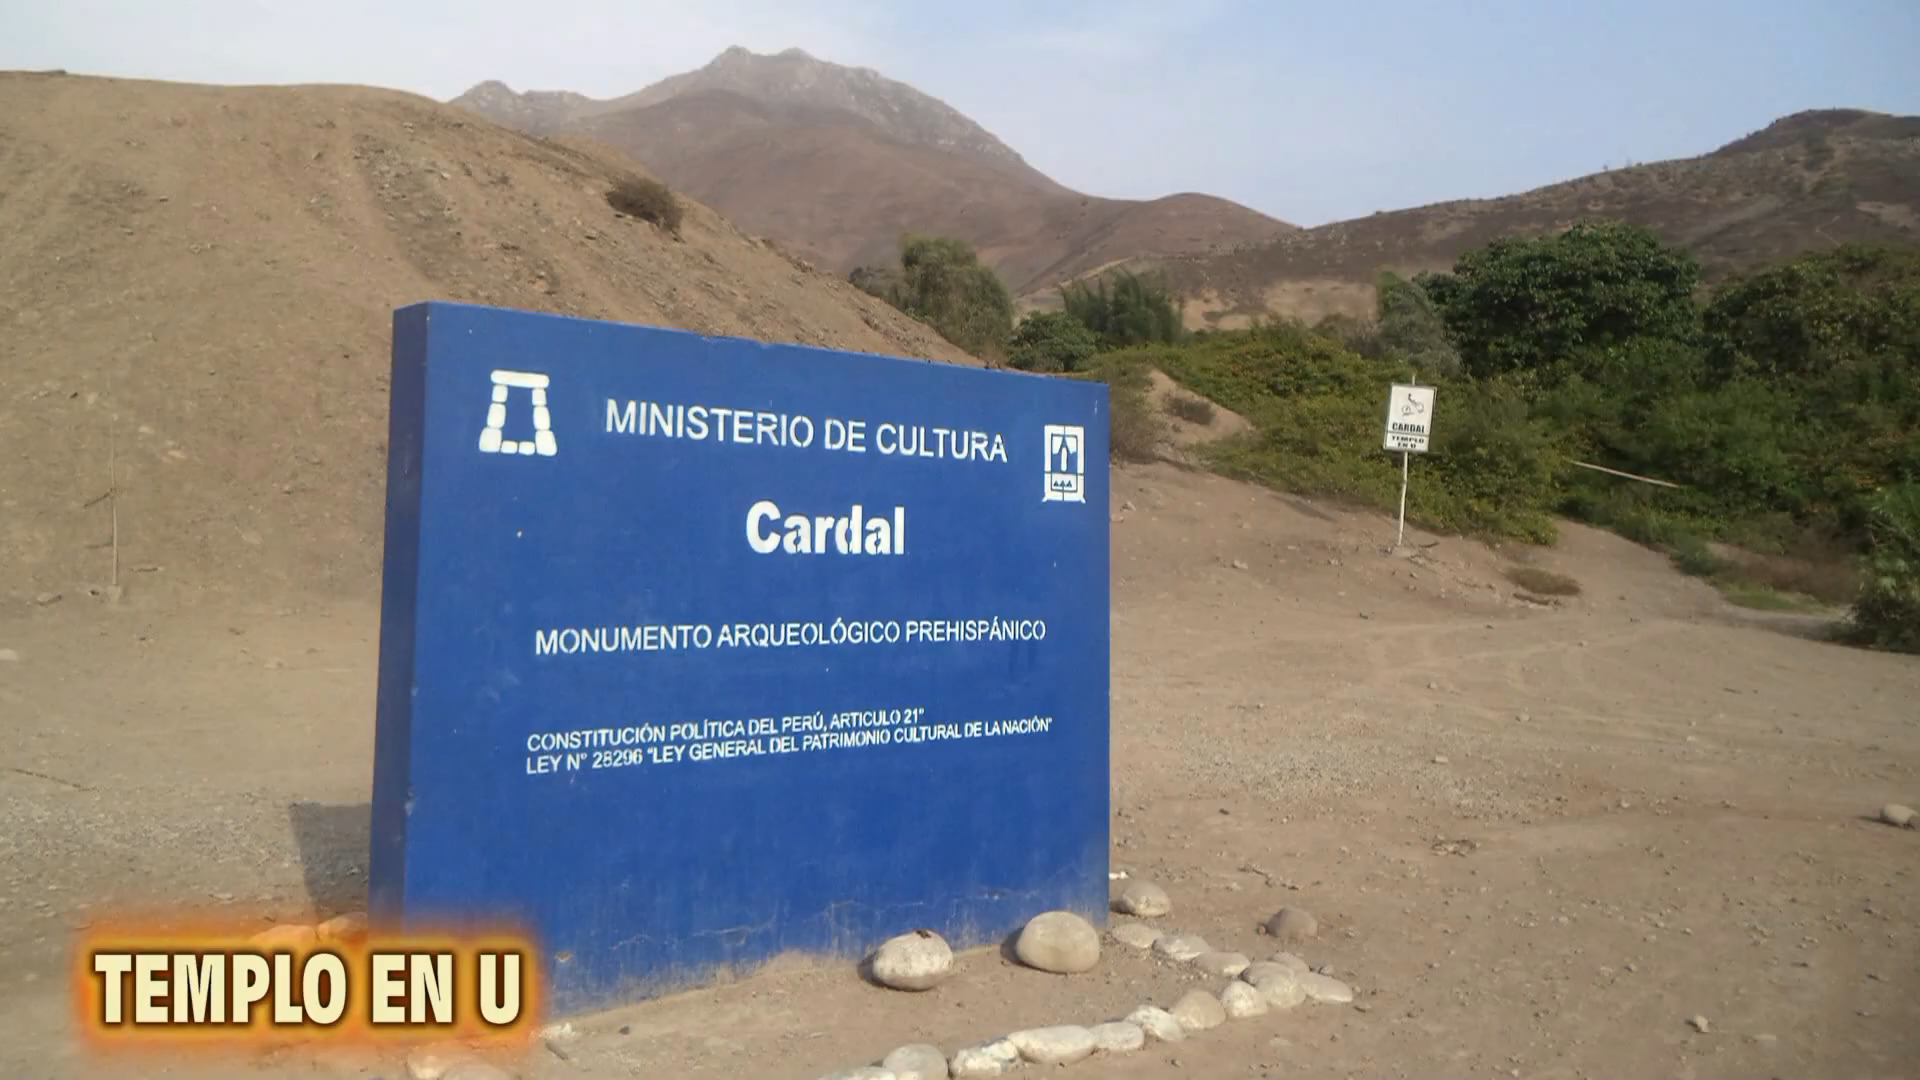 MINISTERIO DE CULTURA
Cardal
MONUMENTO ARQUEOLÓGICO PREHISPÁNICO
CONSTITUCIÓN POLÍTICA DEL PERÚ, ARTICULO 21°
LEY N° 28296 "LEY GENERAL DEL PATRIMONIO CULTURAL DE LA NACIÓN"
CARDAL
TEMPLO
EN U
TEMPLO EN U